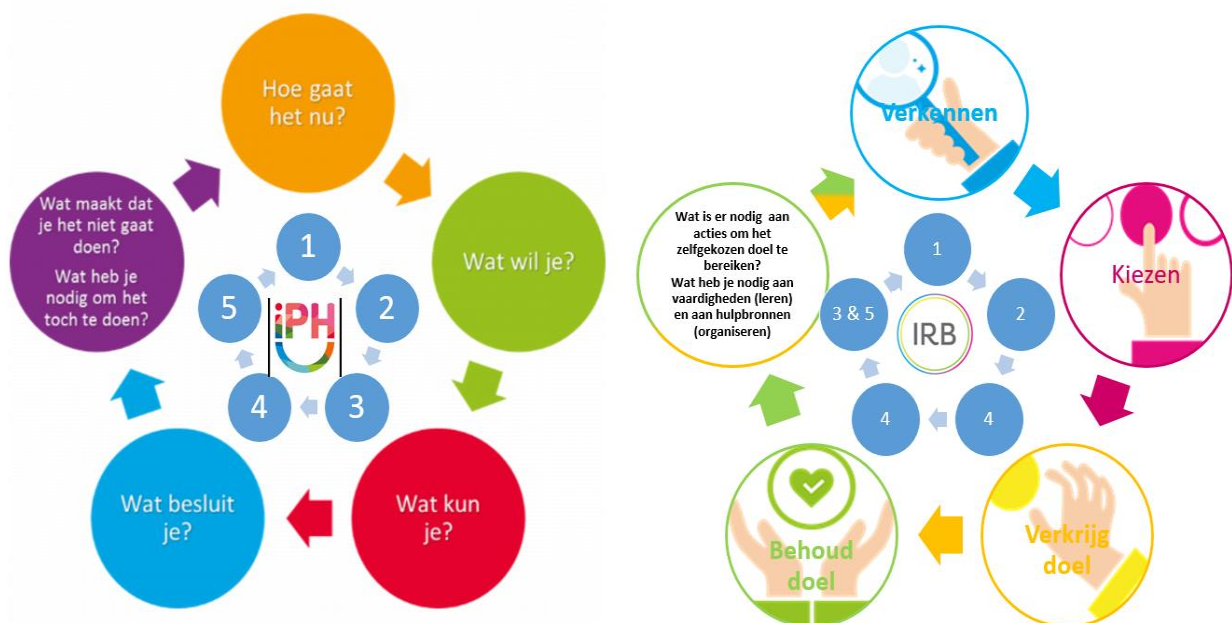 Hoe gaat
het nu?
Wat wil je?
Wat kun
je?
Wat besluit
je?
Wat maakt dat
je het niet gaat
doen?
Wat heb je
nodig om het
toch te doen?
1
2
3
4
5
iPH
Verkennen
Kiezen
Verkrijg
doel
Behoud
doel
Wat is er nodig aan
acties om het
zelfgekozen doel te
bereiken?
Wat heb je nodig aan
vaardigheden (leren)
en aan hulpbronnen
(organiseren)
1
2
4
4
3 & 5
IRB